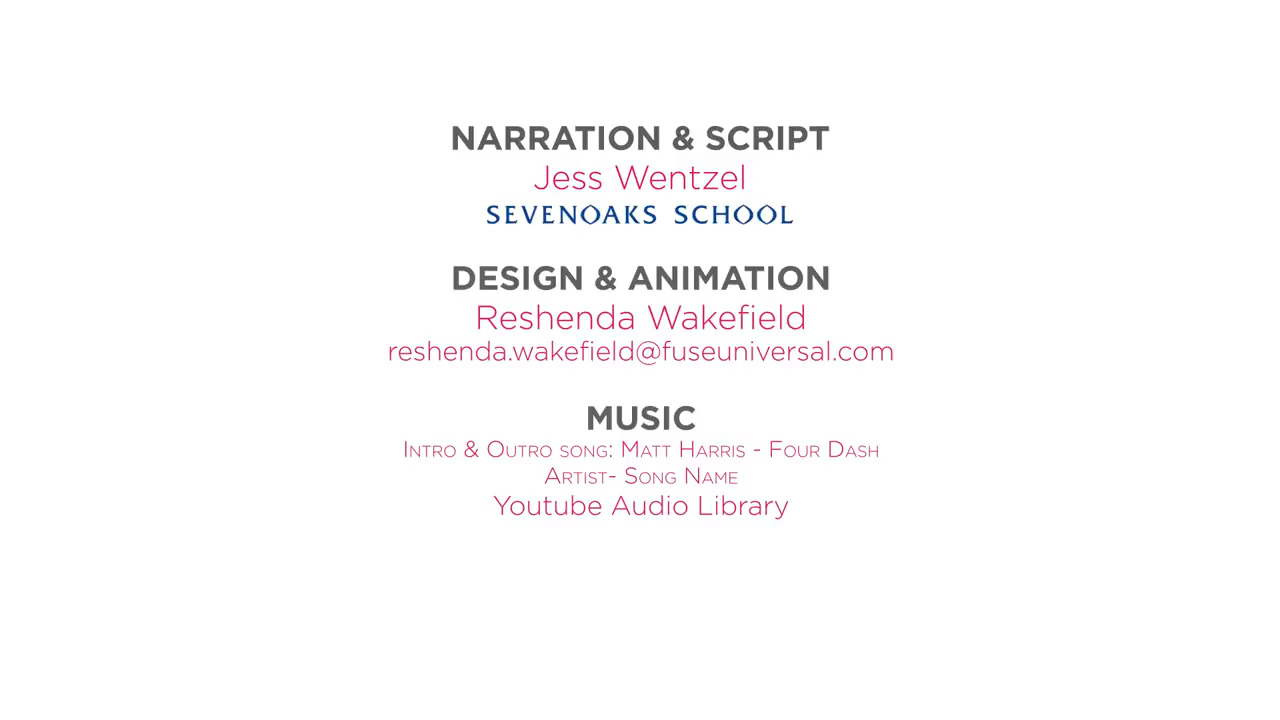 NARRATION & SCRIPT
Jess Wentzel
SEVENOAKS SCHOOL
DESIGN & ANIMATION
Reshenda Wakefield
reshenda.wakefield@fuseuniversal.com
MUSIC
Intro & Outro song: Matt Harris - Four Dash
Artist- Song Name
Youtube Audio Library